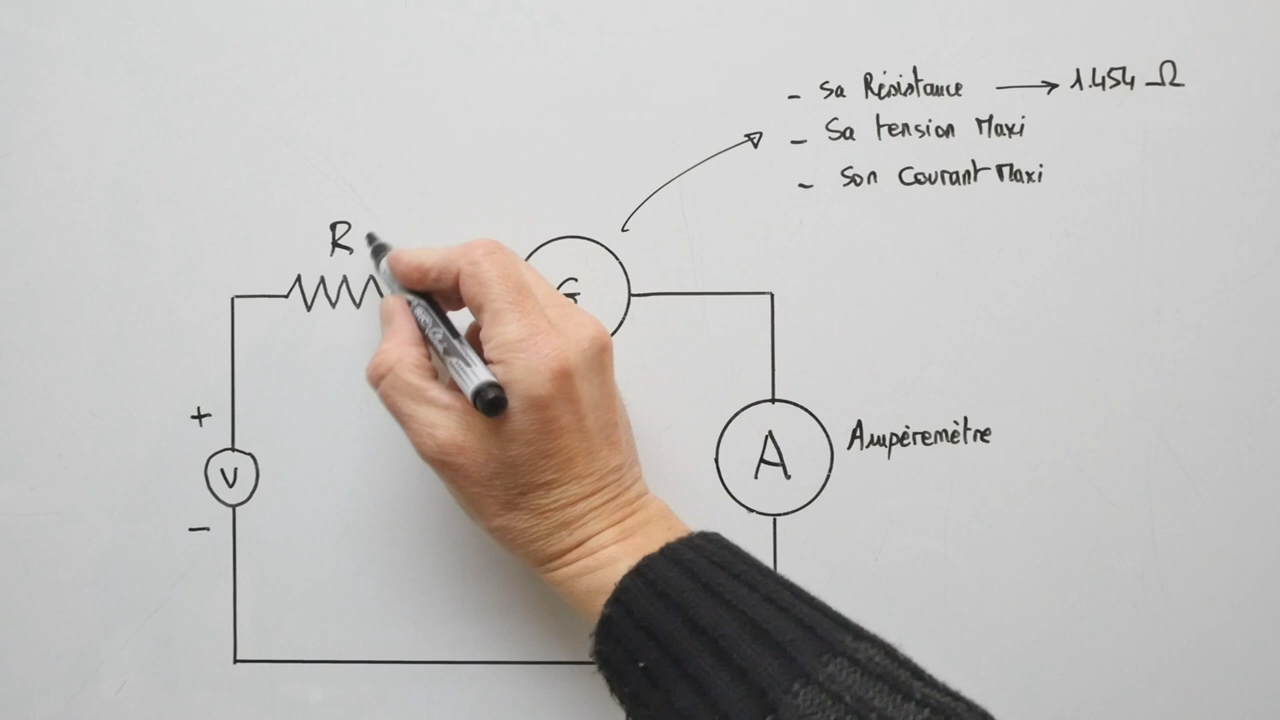 - Sa Résistance → 1.454 Ω
- Sa tension Maxi
- Son Courant Maxi
R
G
+
V
-
A
Ampèremètre